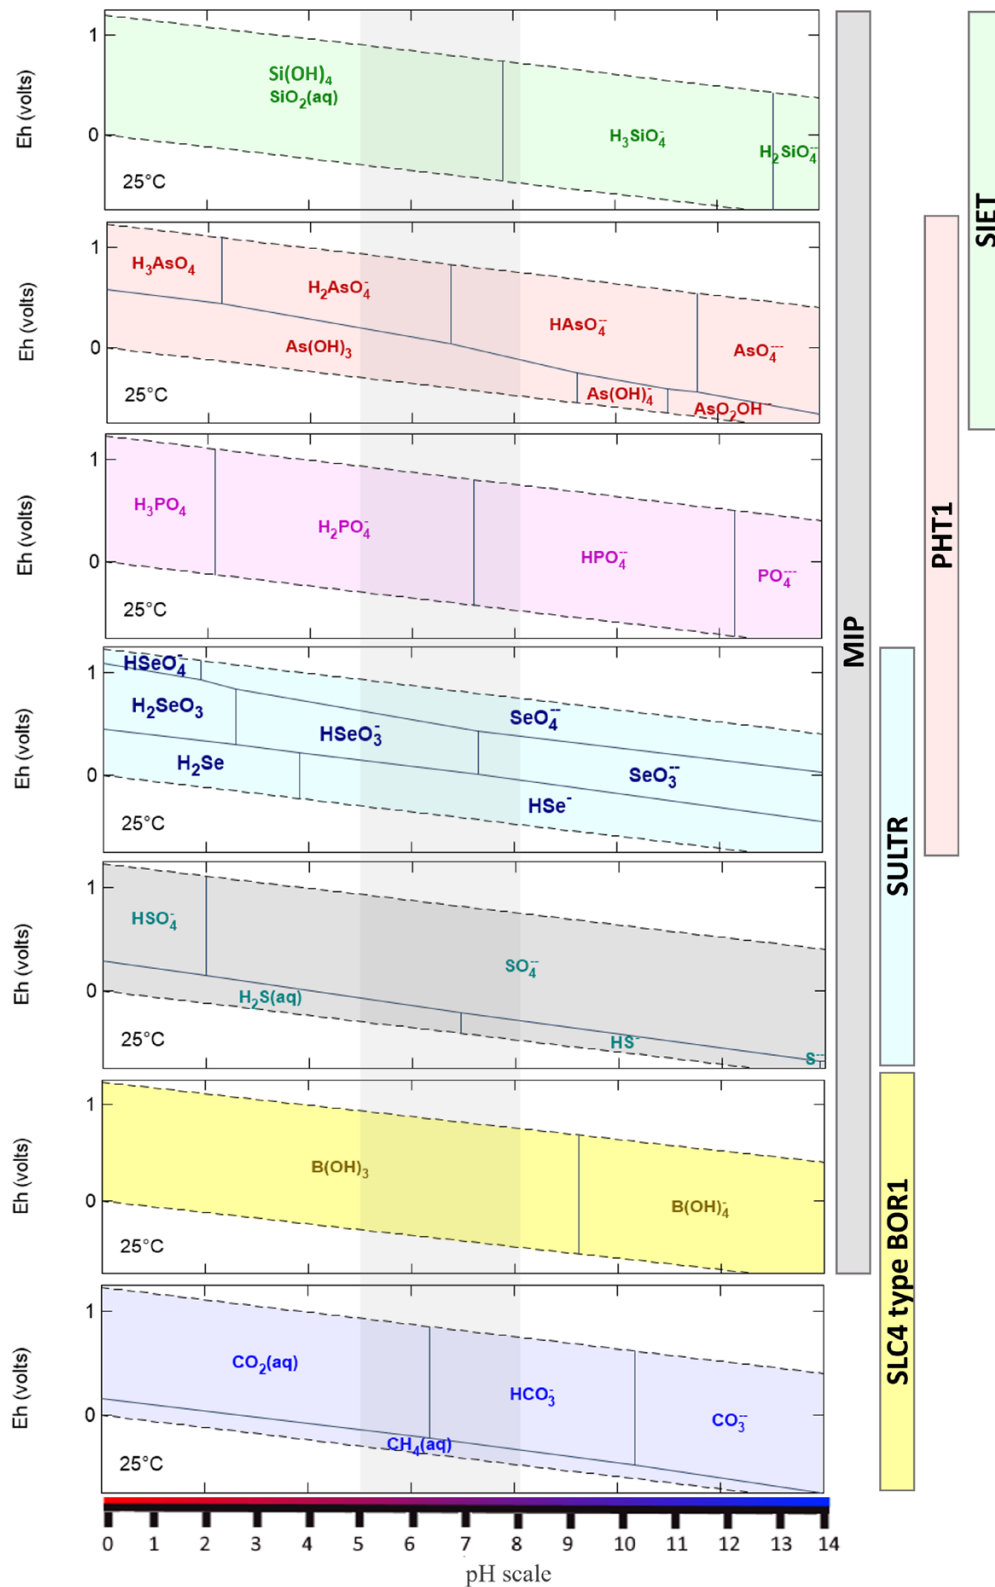 Eh (volts)
1
0
Si(OH)₄
SiO₂(aq)
H₃SiO₄⁻
H₂SiO₄⁻⁻
25°C
Eh (volts)
1
0
H₃AsO₄
H₂AsO₄⁻
HAsO₄⁻⁻
AsO₄⁻⁻⁻
As(OH)₃
As(OH)₄⁻
AsO₂OH⁻⁻
25°C
Eh (volts)
1
0
H₃PO₄
H₂PO₄⁻
HPO₄⁻⁻
PO₄⁻⁻⁻
25°C
Eh (volts)
1
0
HSeO₄⁻
H₂SeO₃
HSeO₃⁻
SeO₄⁻⁻
H₂Se
SeO₃⁻⁻
HSe⁻
25°C
Eh (volts)
1
0
HSO₄⁻
SO₄⁻⁻
H₂S(aq)
HS⁻
S⁻⁻
25°C
Eh (volts)
1
0
B(OH)₃
B(OH)₄⁻
25°C
Eh (volts)
1
0
CO₂(aq)
HCO₃⁻
CO₃⁻⁻
CH₄(aq)
25°C
0 1 2 3 4 5 6 7 8 9 10 11 12 13 14
pH scale
MIP
SIET
PHT1
SULTR
SLC4 type BOR1